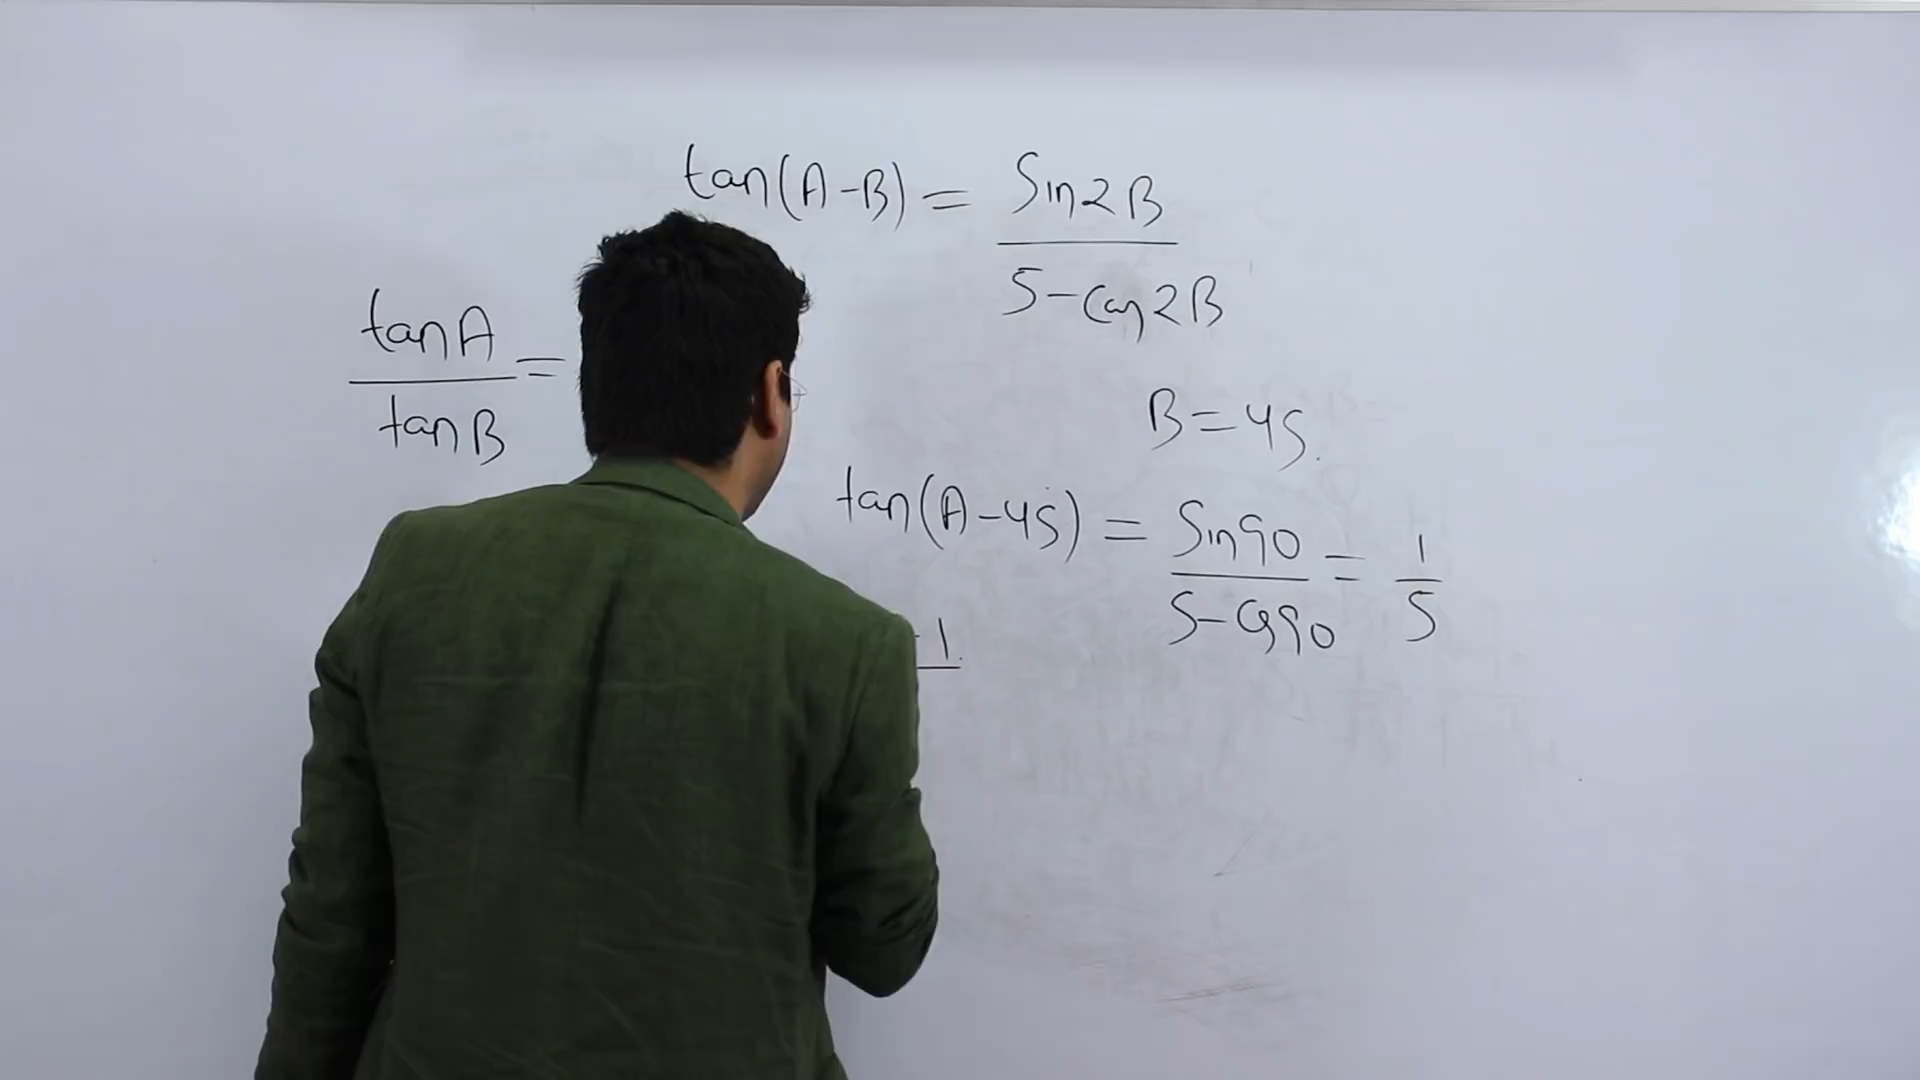 tan(A-B) = Sin2B
5-Cos2B
tanA =
tanB
B=45
tan(A-45) = Sin90 = 1
5-Cos90 5
-1